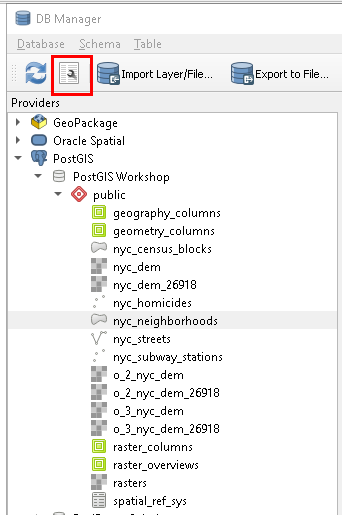 DB Manager
Database Schema Table
Import Layer/File... Export to File...
Providers
GeoPackage
Oracle Spatial
PostGIS
PostGIS Workshop
public
geography_columns
geometry_columns
nyc_census_blocks
nyc_dem
nyc_dem_26918
nyc_homicides
nyc_neighborhoods
nyc_streets
nyc_subway_stations
o_2_nyc_dem
o_2_nyc_dem_26918
o_3_nyc_dem
o_3_nyc_dem_26918
raster_columns
raster_overviews
rasters
spatial_ref_sys